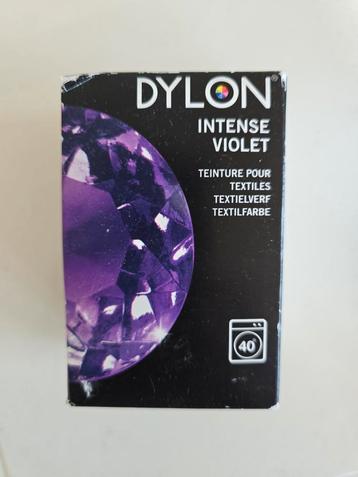 DYLON®
INTENSE
VIOLET
TEINTURE POUR
TEXTILES
TEXTIELVERF
TEXTILFARBE
40°